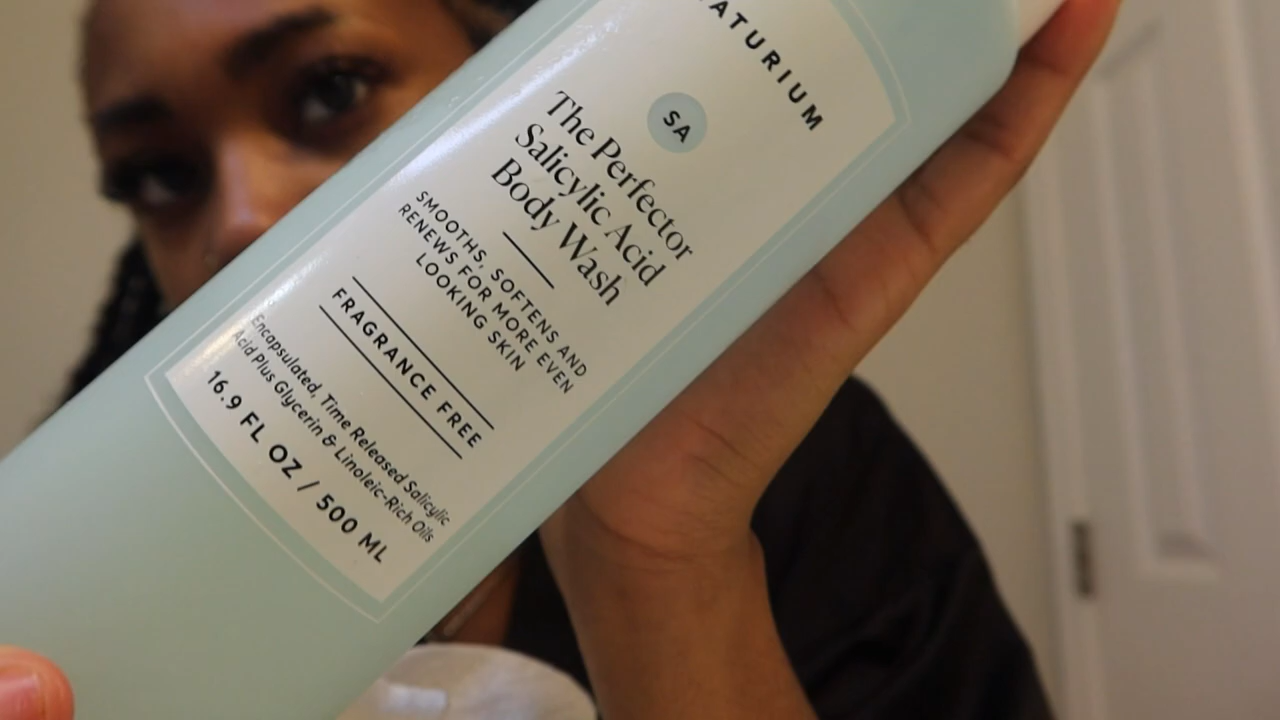 NATURIUM
SA
The Perfector
Salicylic Acid
Body Wash
SMOOTHS, SOFTENS AND
RENEWS FOR MORE EVEN
LOOKING SKIN
FRAGRANCE FREE
Encapsulated, Time Released Salicylic
Acid Plus Glycerin & Linoleic-Rich Oils
16.9 FL OZ / 500 ML